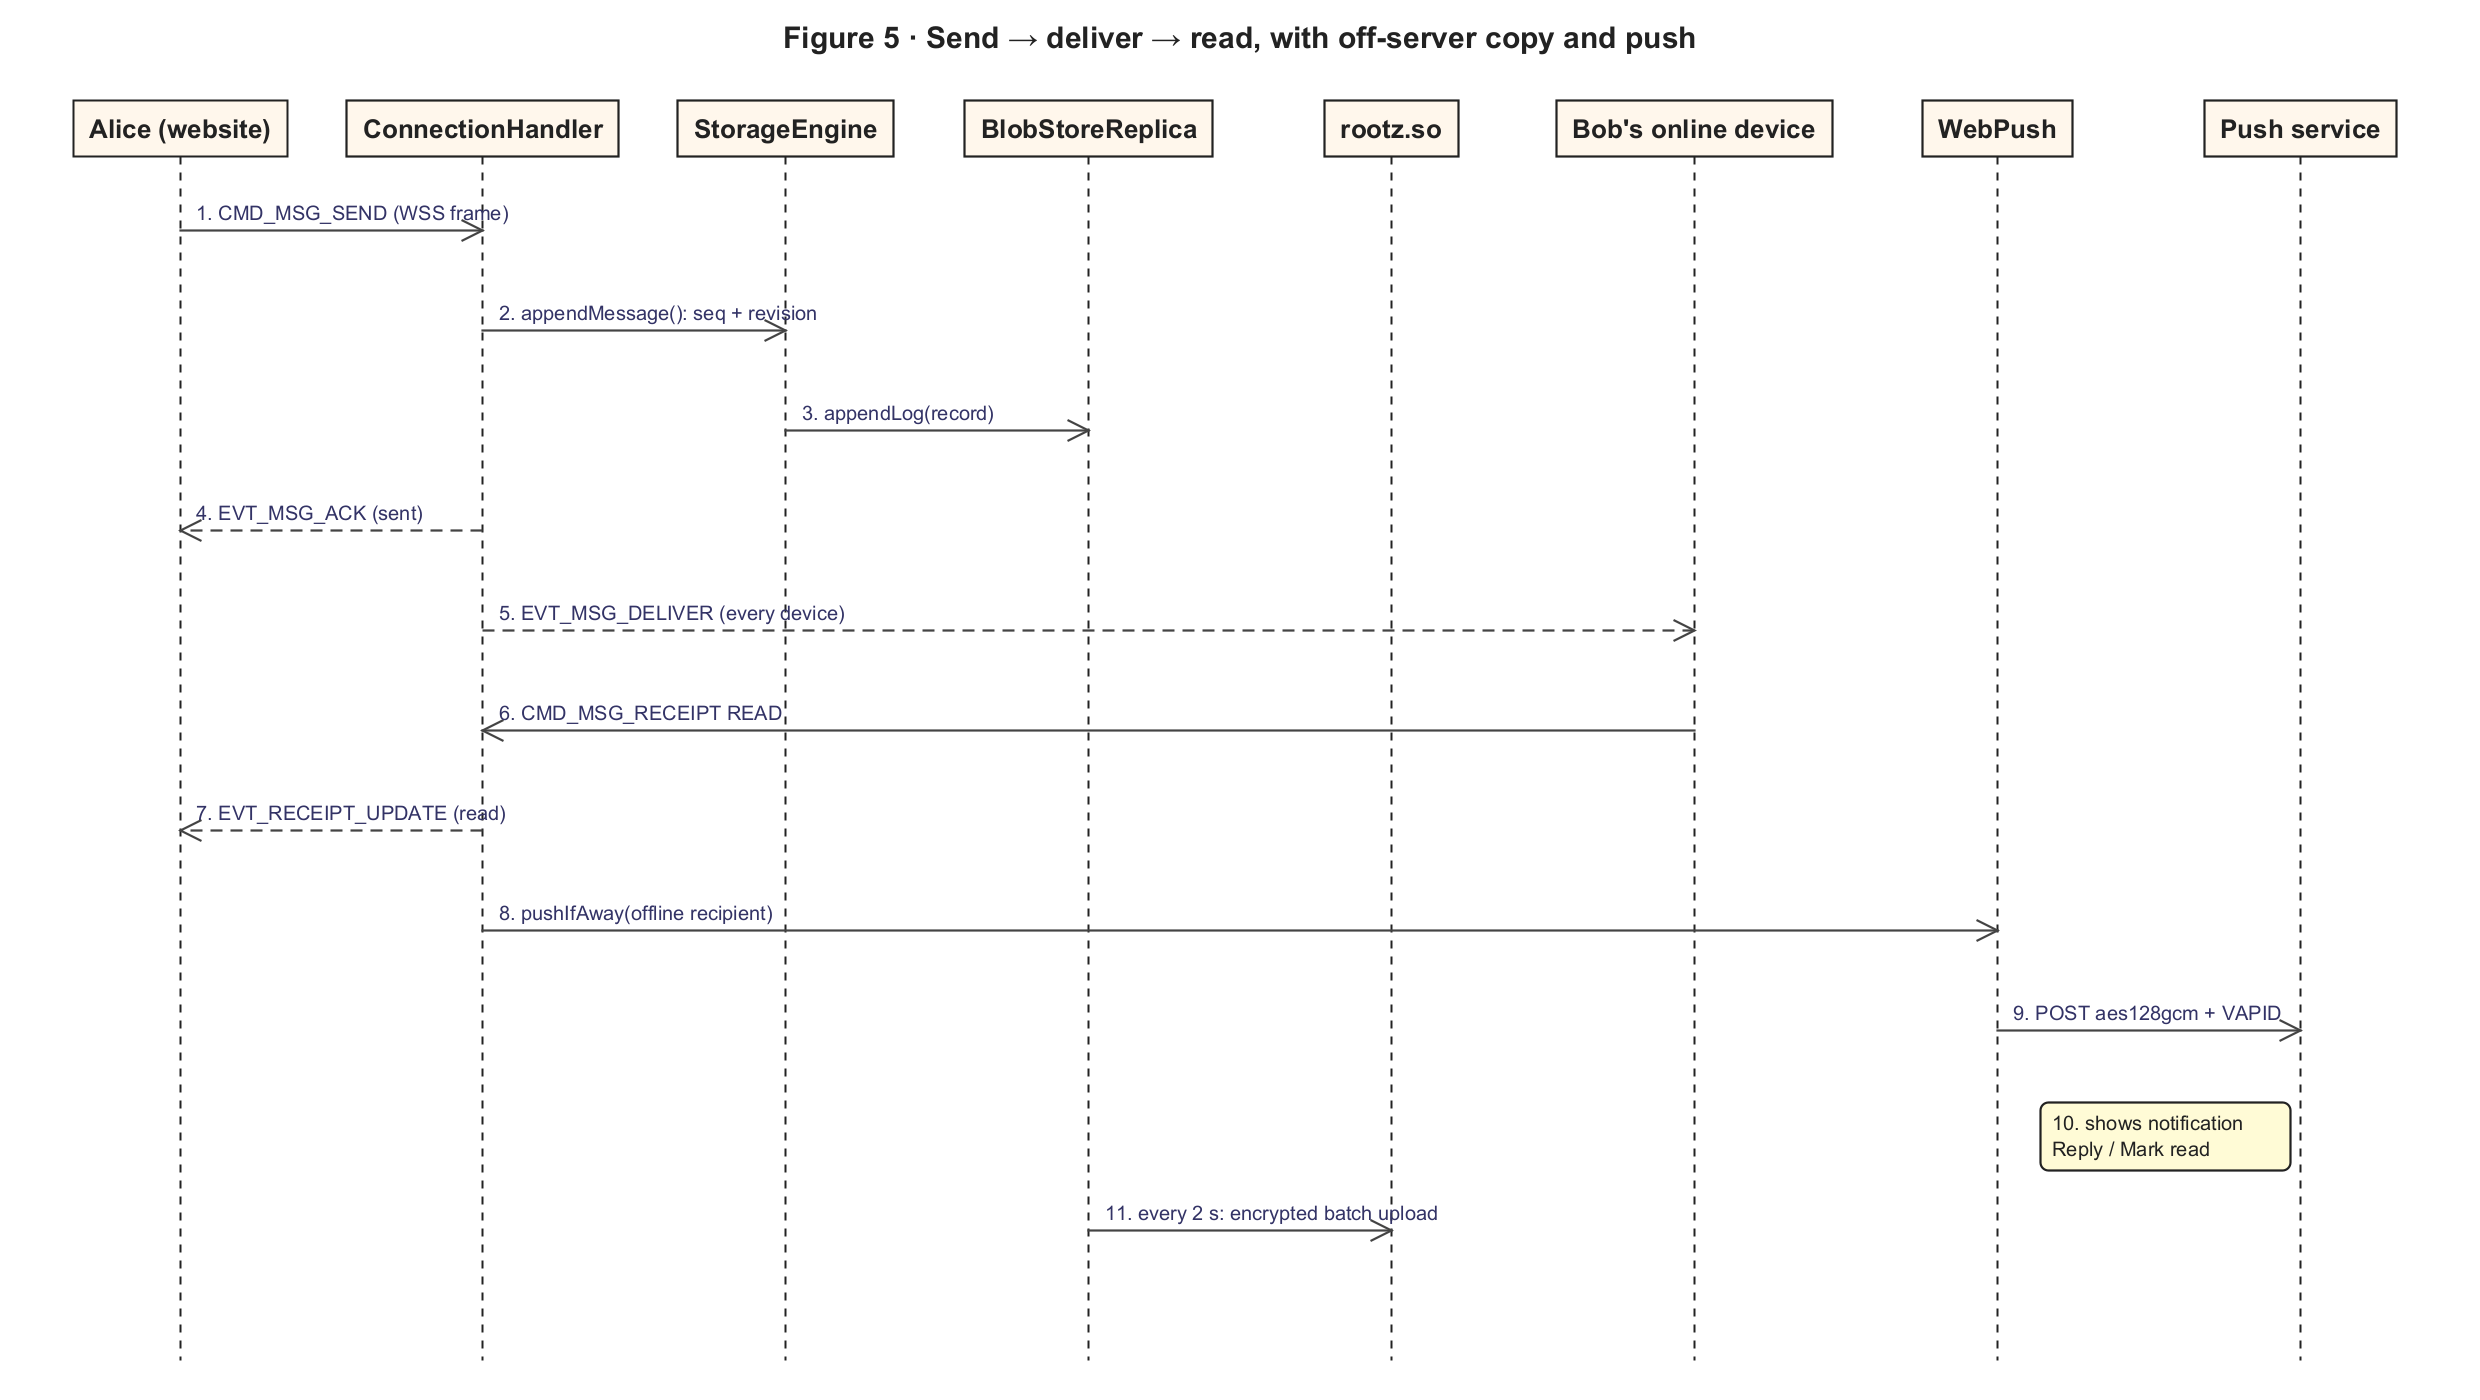 Figure 5 · Send → deliver → read, with off-server copy and push
Alice (website)
ConnectionHandler
StorageEngine
BlobStoreReplica
rootz.so
Bob's online device
WebPush
Push service
1. CMD_MSG_SEND (WSS frame)
2. appendMessage(): seq + revision
3. appendLog(record)
4. EVT_MSG_ACK (sent)
5. EVT_MSG_DELIVER (every device)
6. CMD_MSG_RECEIPT READ
7. EVT_RECEIPT_UPDATE (read)
8. pushIfAway(offline recipient)
9. POST aes128gcm + VAPID
10. shows notification
Reply / Mark read
11. every 2 s: encrypted batch upload